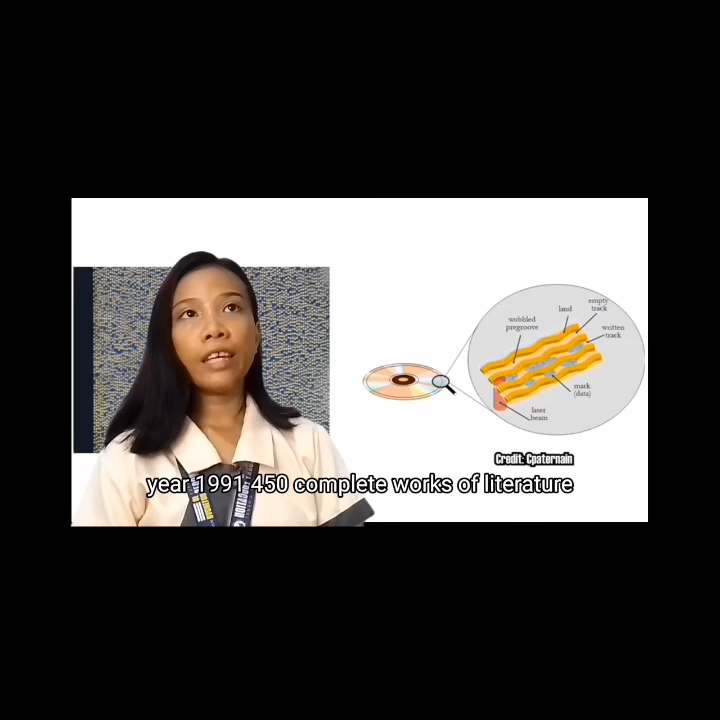 wobbled
pregroove
land
empty
track
written
track
mack
(data)
laser
beam
Credit: Cpaternain
year 1991 450 complete works of literature